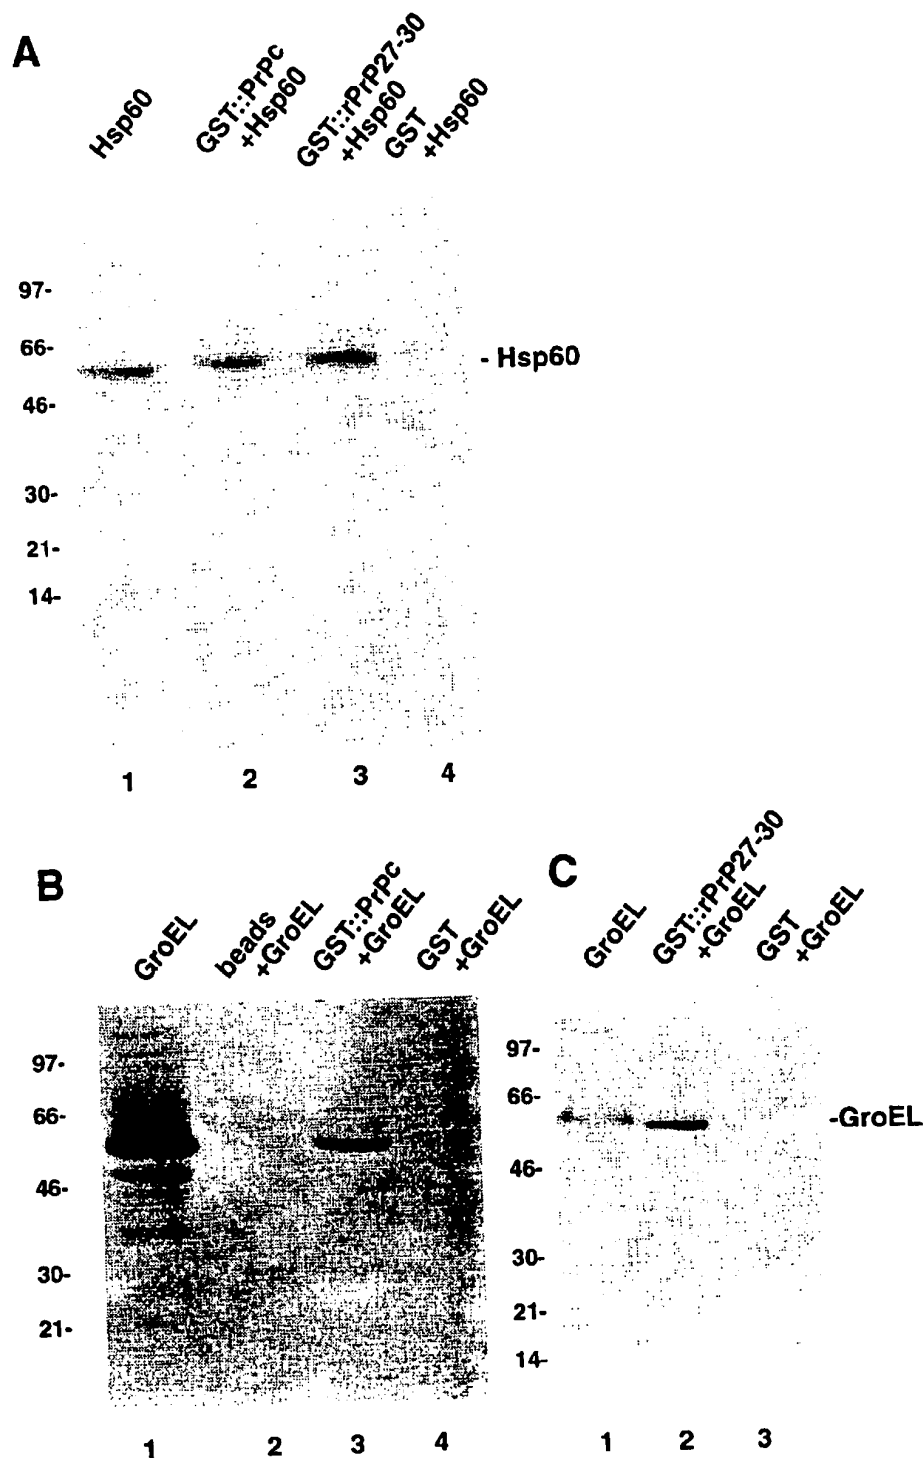 A
Hsp60
GST::PrPc
+Hsp60
GST::rPrP27-30
+Hsp60
GST
+Hsp60
97-
66-
46-
30-
21-
14-
- Hsp60
1 2 3 4
B
GroEL
beads
+GroEL
GST::PrPc
+GroEL
GST
+GroEL
97-
66-
46-
30-
21-
1 2 3 4
C
GroEL
GST::rPrP27-30
+GroEL
GST
+GroEL
97-
66-
46-
30-
21-
14-
-GroEL
1 2 3